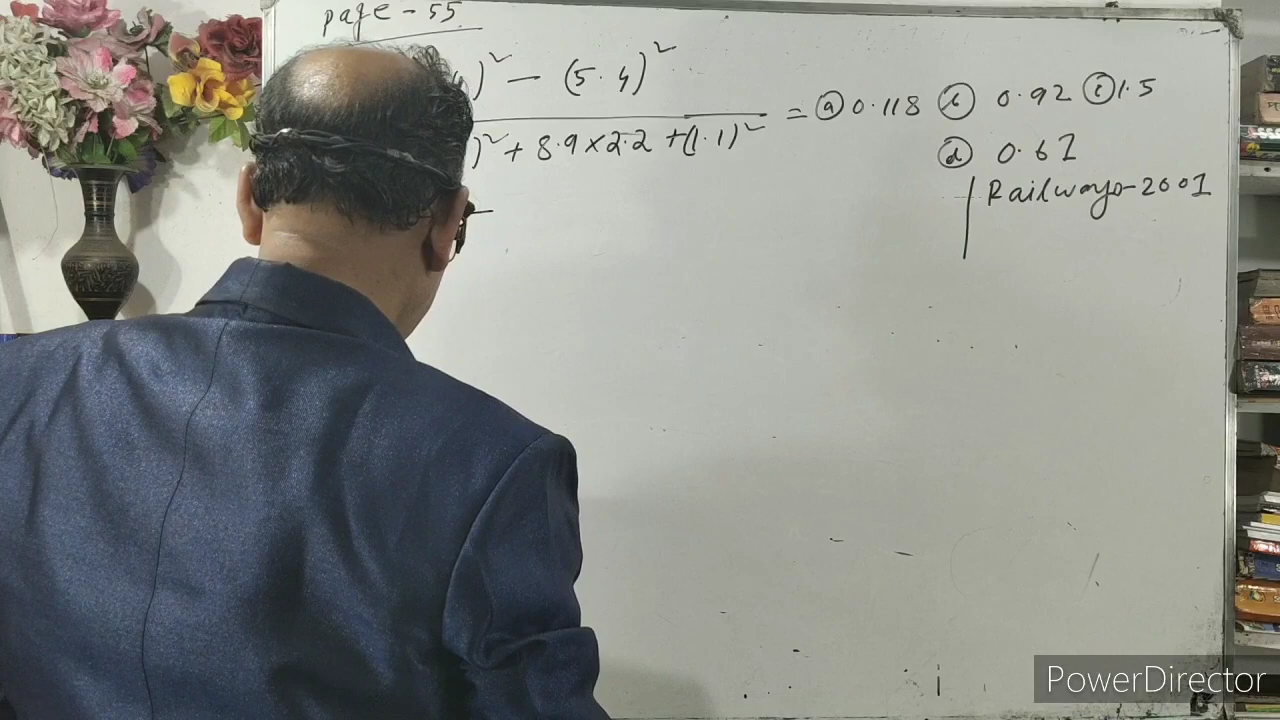 page - 55
)² - (5.4)²
)² + 8.9 × 2.2 + (1.1)² = ⓐ 0.118 ⓒ 0.92 ⓒ 1.5
ⓓ 0.61
Railways-2001
PowerDirector